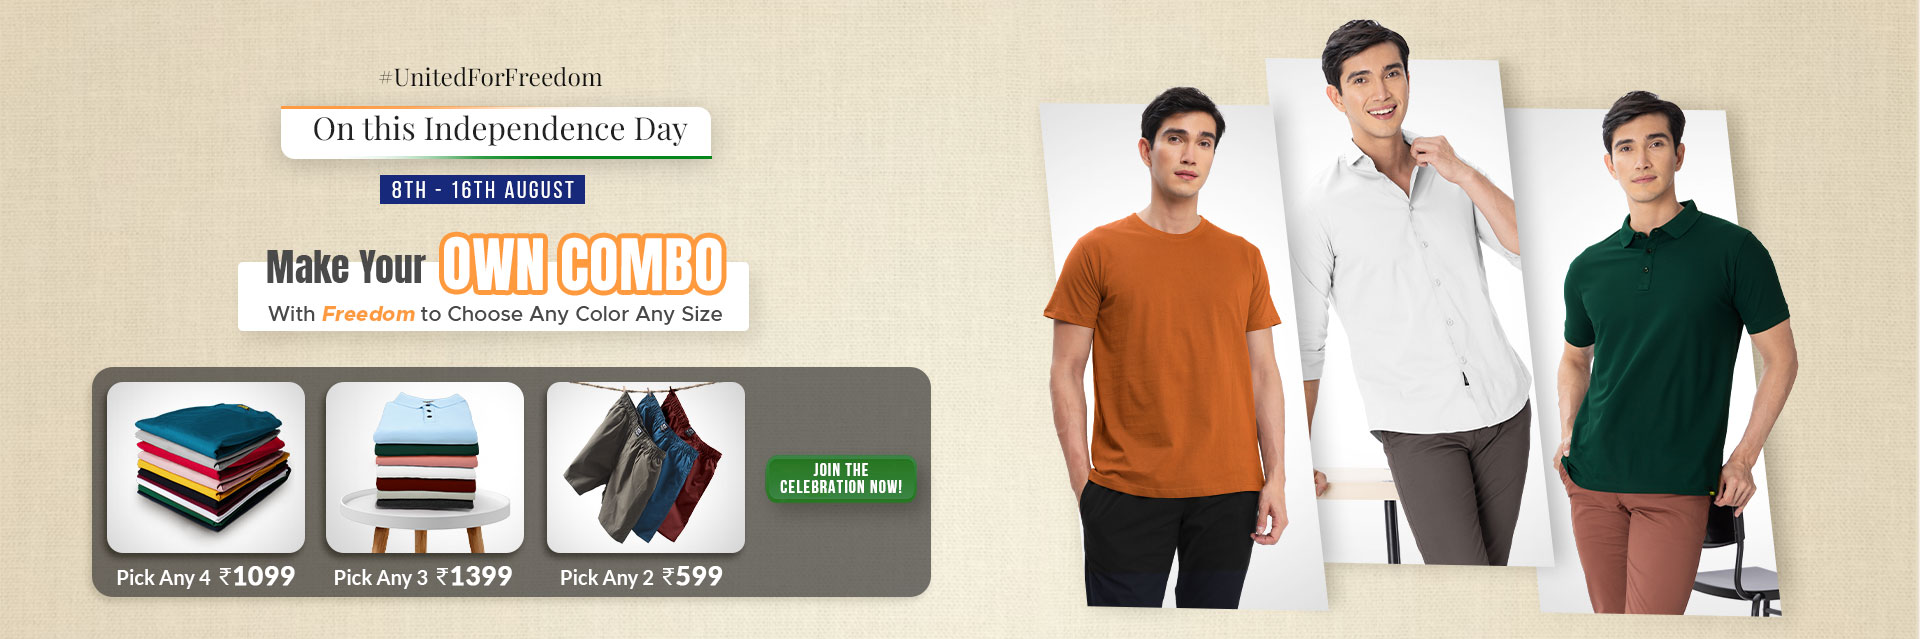 #UnitedForFreedom
On this Independence Day
8TH - 16TH AUGUST
Make Your OWN COMBO
With Freedom to Choose Any Color Any Size
Pick Any 4 ₹1099
Pick Any 3 ₹1399
Pick Any 2 ₹599
JOIN THE
CELEBRATION NOW!